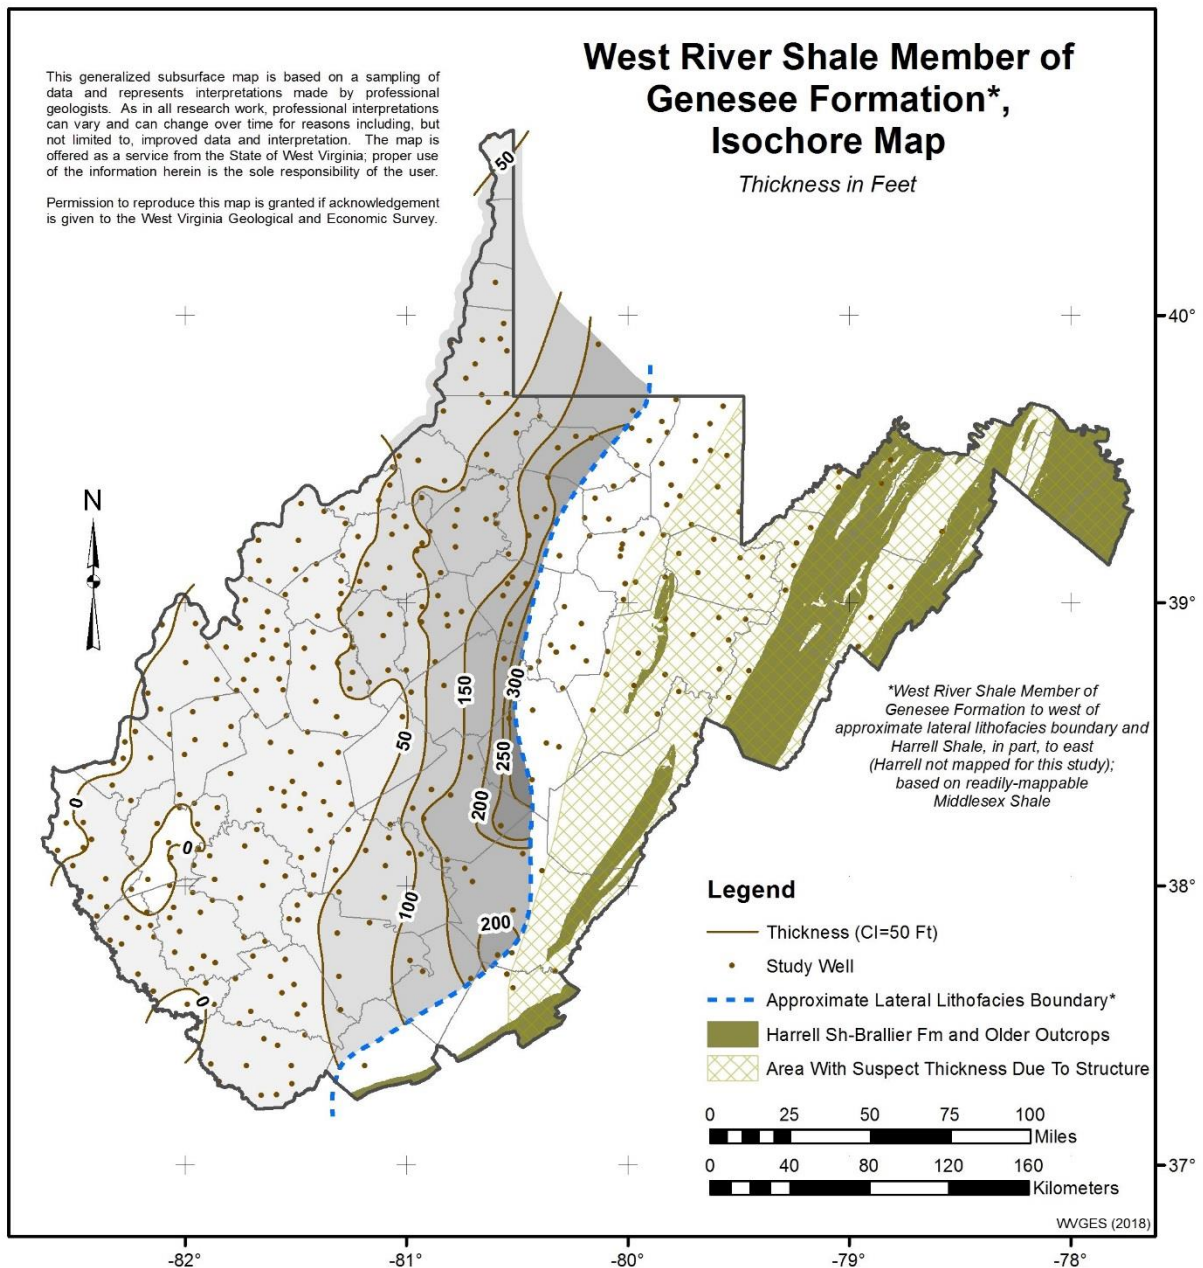 West River Shale Member of
Genesee Formation*,
Isochore Map
Thickness in Feet
This generalized subsurface map is based on a sampling of
data and represents interpretations made by professional
geologists. As in all research work, professional interpretations
can vary and can change over time for reasons including, but
not limited to, improved data and interpretation. The map is
offered as a service from the State of West Virginia; proper use
of the information herein is the sole responsibility of the user.
Permission to reproduce this map is granted if acknowledgement
is given to the West Virginia Geological and Economic Survey.
50
40°
N
39°
300
150
50
250
200
0
0
100
200
0
*West River Shale Member of
Genesee Formation to west of
approximate lateral lithofacies boundary and
Harrell Shale, in part, to east
(Harrell not mapped for this study);
based on readily-mappable
Middlesex Shale
38°
Legend
Thickness (CI=50 Ft)
Study Well
Approximate Lateral Lithofacies Boundary*
Harrell Sh-Brallier Fm and Older Outcrops
Area With Suspect Thickness Due To Structure
0 25 50 75 100
Miles
0 40 80 120 160
Kilometers
37°
WVGES (2018)
-82° -81° -80° -79° -78°